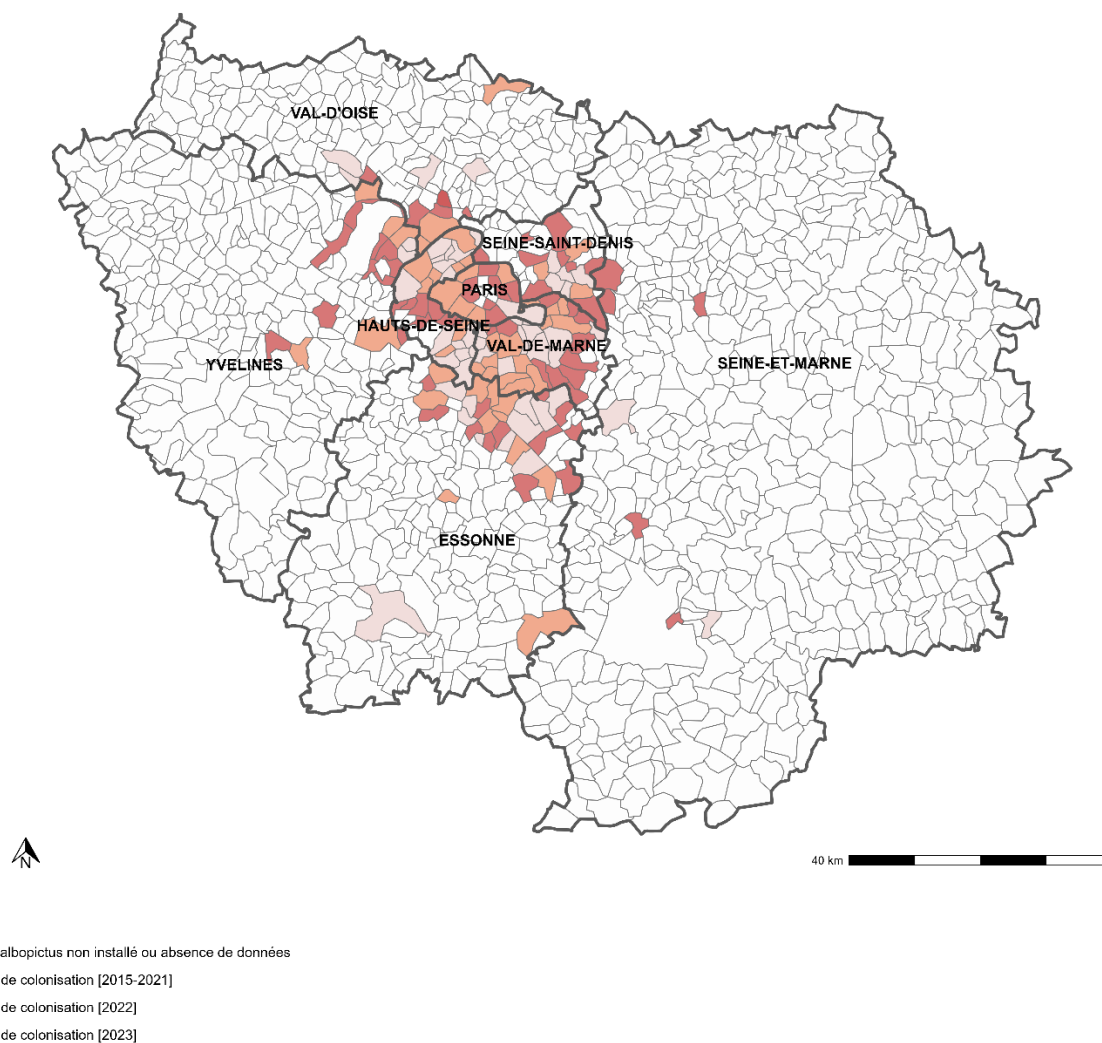 VAL-D'OISE
SEINE-SAINT-DENIS
PARIS
HAUTS-DE-SEINE
VAL-DE-MARNE
YVELINES
SEINE-ET-MARNE
ESSONNE
N
40 km
albopictus non installé ou absence de données
de colonisation [2015-2021]
de colonisation [2022]
de colonisation [2023]